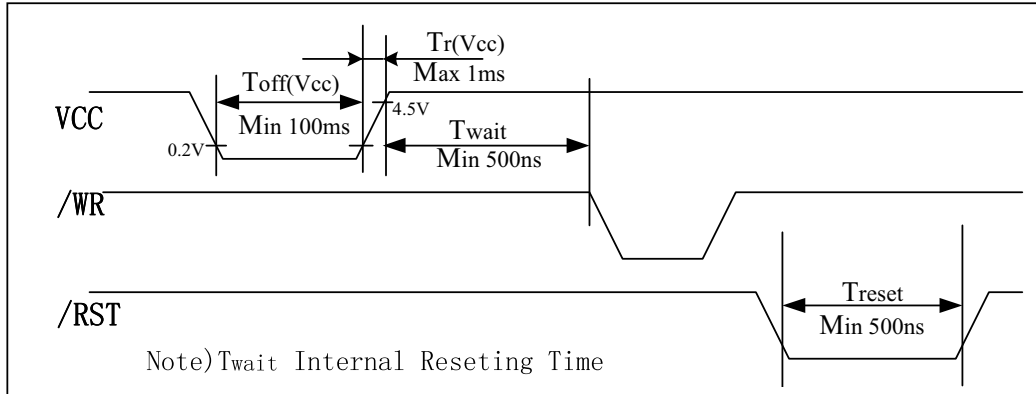 Tr(Vcc)
Max 1ms
Toff(Vcc)
Min 100ms
VCC
4.5V
0.2V
Twait
Min 500ns
/WR
/RST
Treset
Min 500ns
Note)Twait Internal Reseting Time